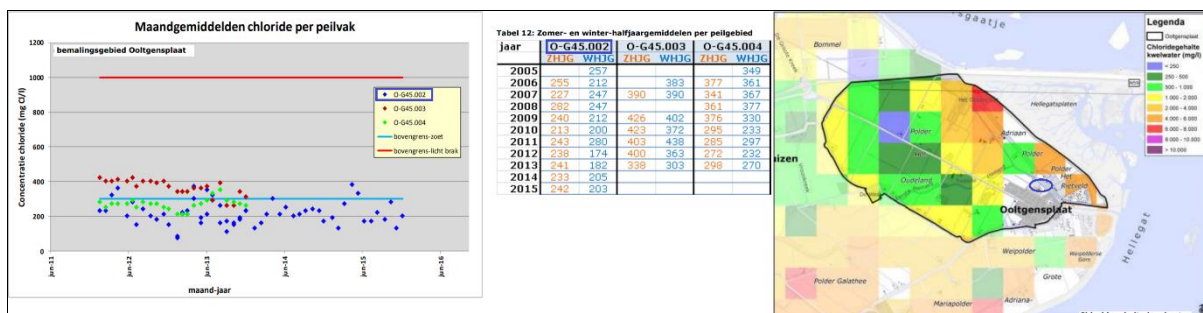 Maandgemiddelden chloride per peilvak
bemalingsgebied Ooltgensplaat
Concentratie chloride (mg Cl/l)
1200
1000
800
600
400
200
0
O-G45.002
O-G45.003
O-G45.004
bovengrens-zoet
bovengrens-licht brak
jun-11
jun-12
jun-13
jun-14
jun-15
jun-16
maand-jaar
Tabel 12: Zomer- en winter-halfjaargemiddelen per peilgebied
jaar O-G45.002 O-G45.003 O-G45.004
ZHJG WHJG ZHJG WHJG ZHJG WHJG
2005 257 349
2006 255 212 383 377 361
2007 227 247 390 390 341 367
2008 282 247 361 377
2009 240 212 426 402 376 330
2010 213 200 423 372 295 233
2011 243 280 403 438 285 297
2012 238 174 400 363 272 232
2013 241 182 338 303 298 270
2014 233 205
2015 242 203
Legenda
Ooltgensplaat
Chloridegehalte
kwelwater (mg/l)
< 250
250 - 500
500 - 1.000
1.000 - 2.000
2.000 - 4.000
4.000 - 6.000
6.000 - 8.000
8.000 - 10.000
> 10.000
Bommel
Hellegatsplaten
Polder
Adriaan
Polder
Polder
Het
Rietveld
Oudeland
uizen
Ooltgensplaat
Hellegat
Weipolder
Grote
Polder Galathee
Mariapolder
Adriana-